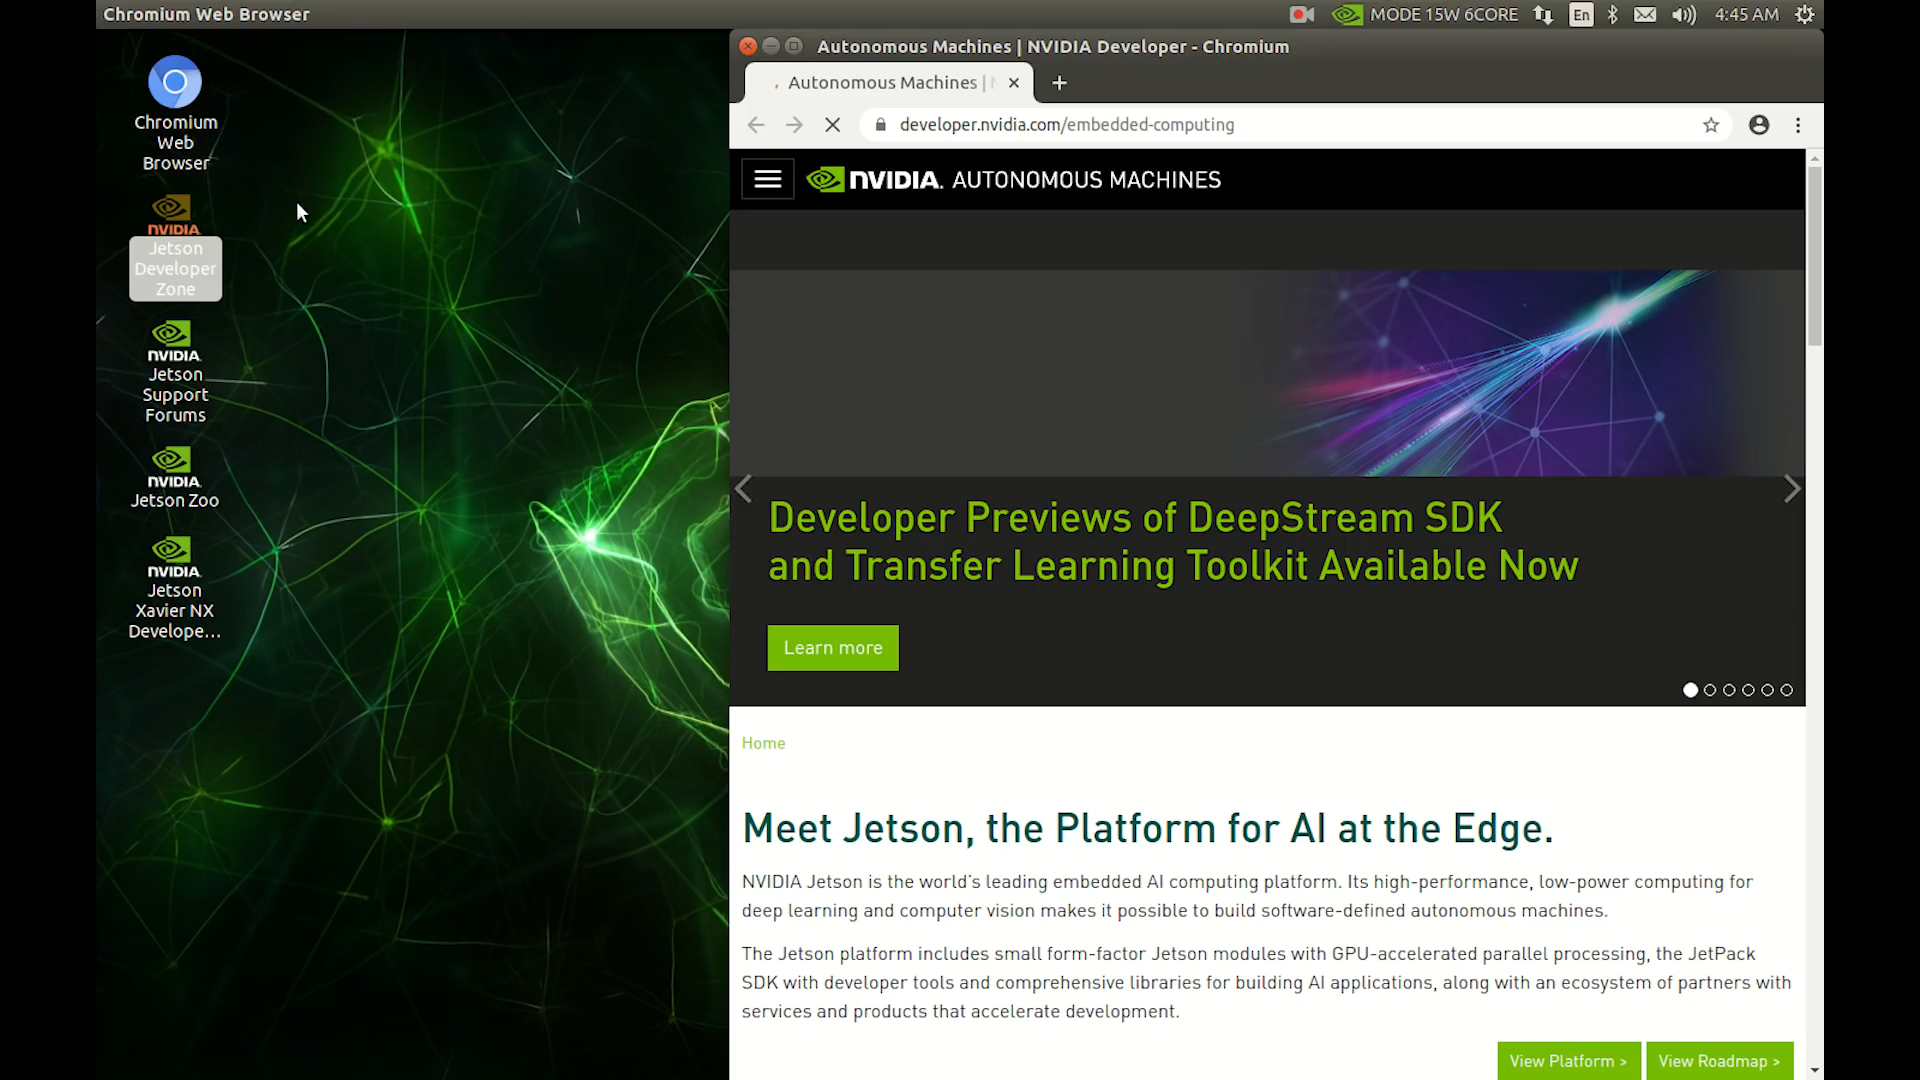 Chromium Web Browser
MODE 15W 6CORE
En
4:45 AM
Chromium
Web
Browser
NVIDIA.
Jetson
Developer
Zone
NVIDIA.
Jetson
Support
Forums
NVIDIA.
Jetson Zoo
NVIDIA.
Jetson
Xavier NX
Develope…
Autonomous Machines | NVIDIA Developer - Chromium
Autonomous Machines |
developer.nvidia.com/embedded-computing
NVIDIA. AUTONOMOUS MACHINES
Developer Previews of DeepStream SDK
and Transfer Learning Toolkit Available Now
Learn more
Home
Meet Jetson, the Platform for AI at the Edge.
NVIDIA Jetson is the world's leading embedded AI computing platform. Its high-performance, low-power computing for
deep learning and computer vision makes it possible to build software-defined autonomous machines.
The Jetson platform includes small form-factor Jetson modules with GPU-accelerated parallel processing, the JetPack
SDK with developer tools and comprehensive libraries for building AI applications, along with an ecosystem of partners with
services and products that accelerate development.
View Platform >
View Roadmap >